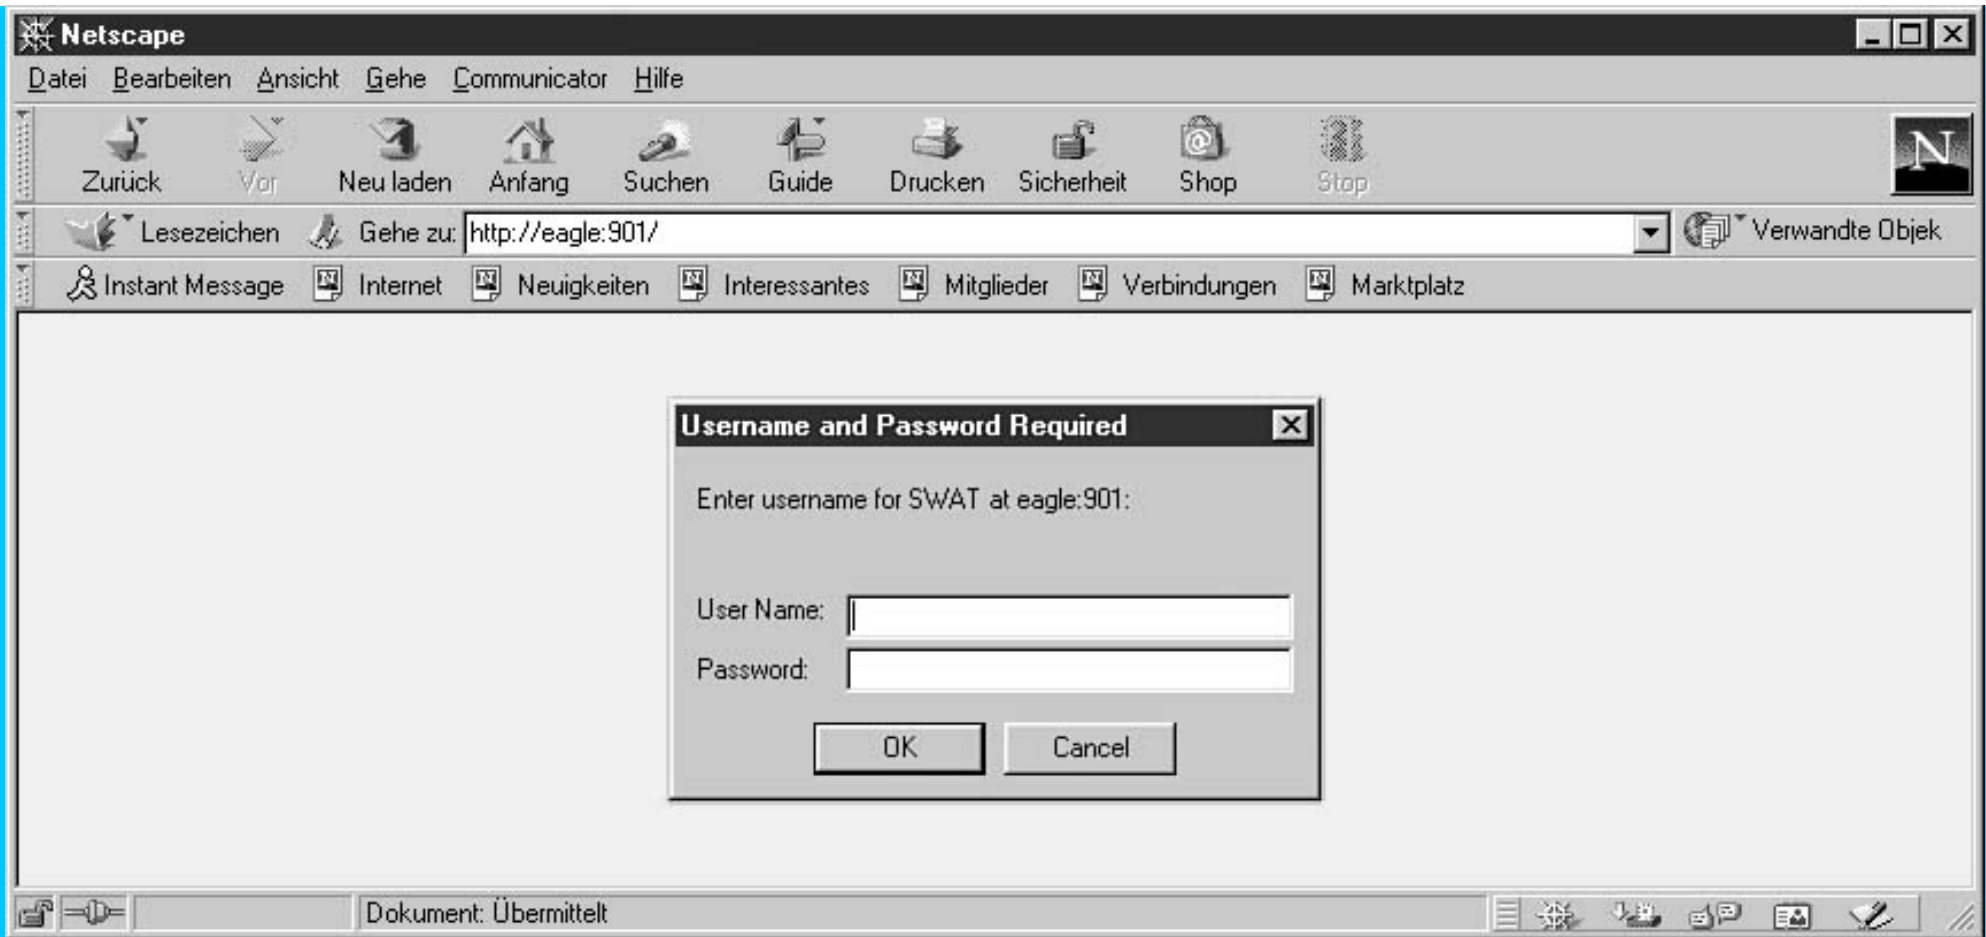 Netscape
Datei Bearbeiten Ansicht Gehe Communicator Hilfe
Zurück Vor Neu laden Anfang Suchen Guide Drucken Sicherheit Shop Stop
N
Lesezeichen Gehe zu: http://eagle:901/ Verwandte Objek
Instant Message Internet Neuigkeiten Interessantes Mitglieder Verbindungen Marktplatz
Username and Password Required
Enter username for SWAT at eagle:901:
User Name:
Password:
OK Cancel
Dokument: Übermittelt